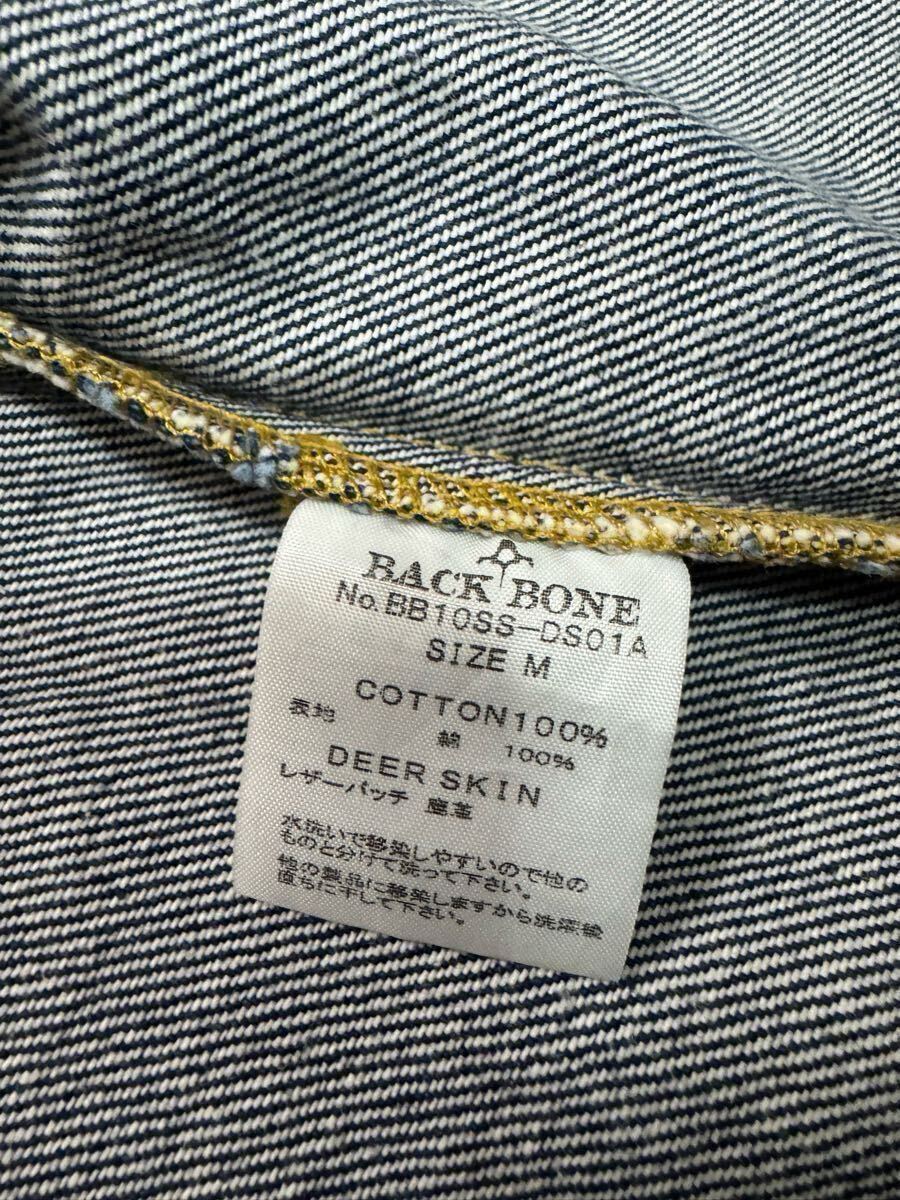 BACK BONE
No.BB10SS-DS01A
SIZE M
COTTON100%
表地 綿 100%
DEER SKIN
レザーパッチ 鹿革
水洗いで移染しやすいので他の
ものと分けて洗って下さい。
他の製品に移染しますから洗濯後
直ちに干して下さい。